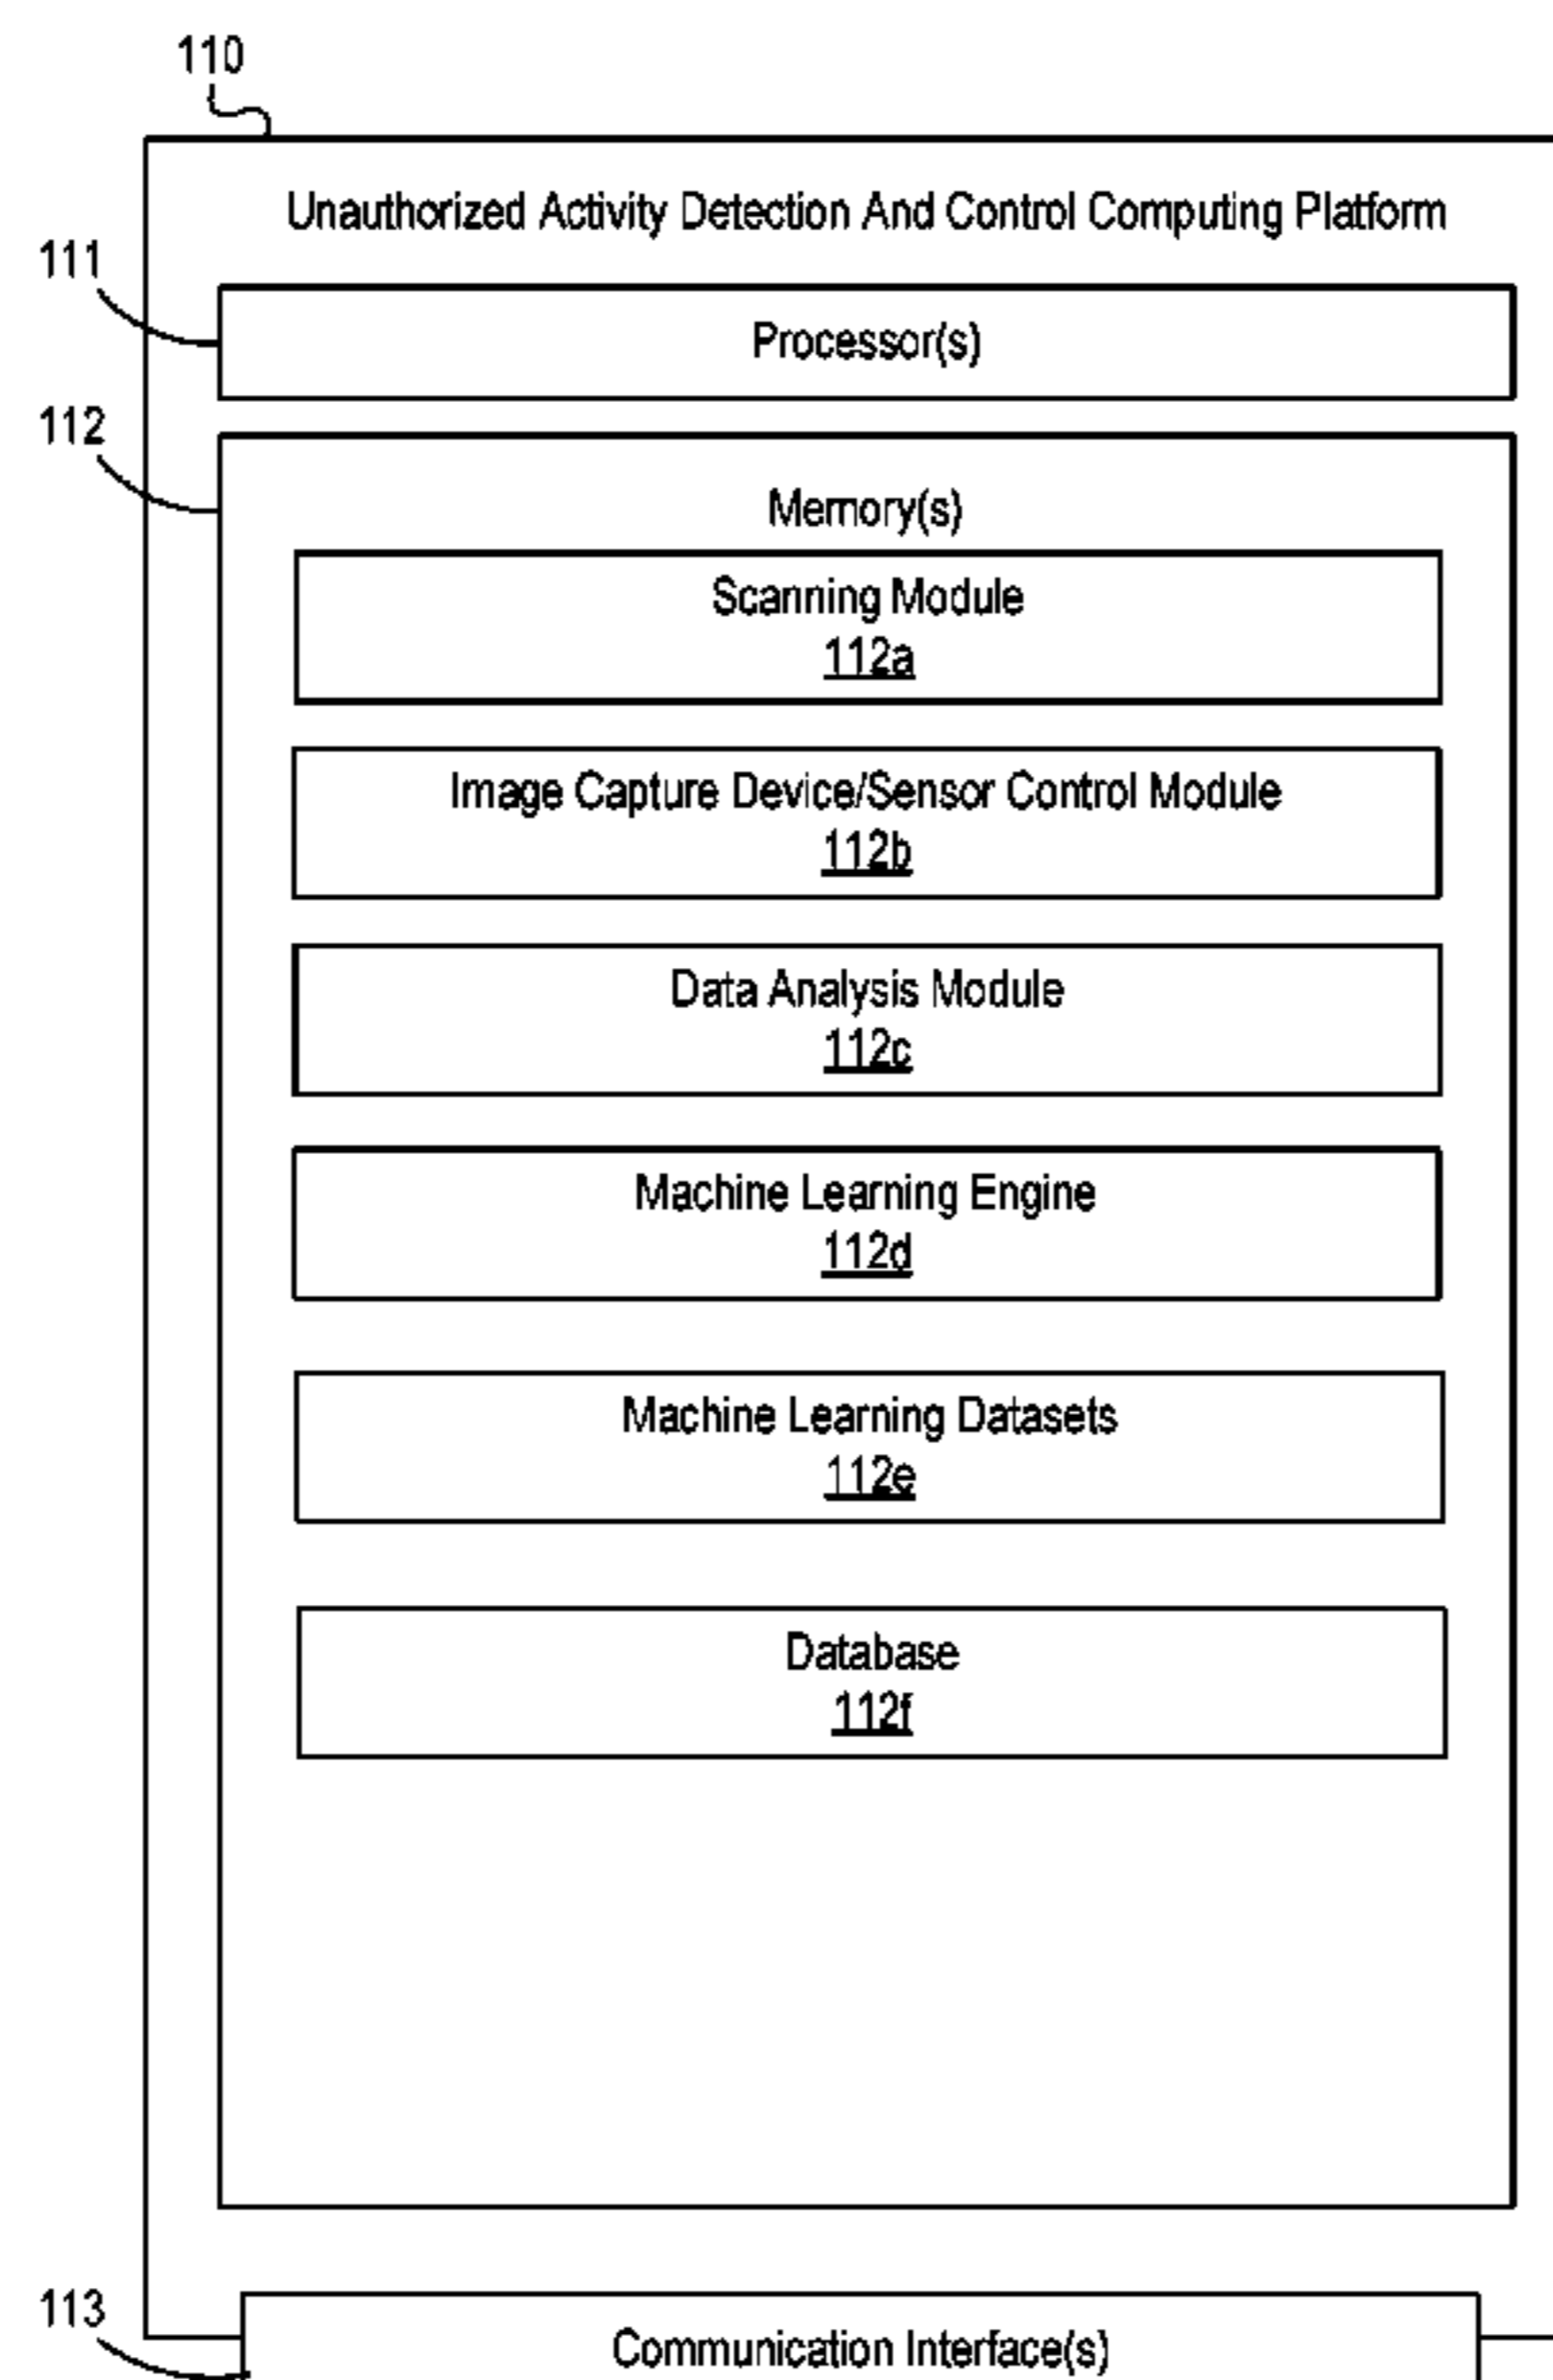 110
Unauthorized Activity Detection And Control Computing Platform
111
Processor(s)
112
Memory(s)
Scanning Module
112a
Image Capture Device/Sensor Control Module
112b
Data Analysis Module
112c
Machine Learning Engine
112d
Machine Learning Datasets
112e
Database
112f
113
Communication Interface(s)